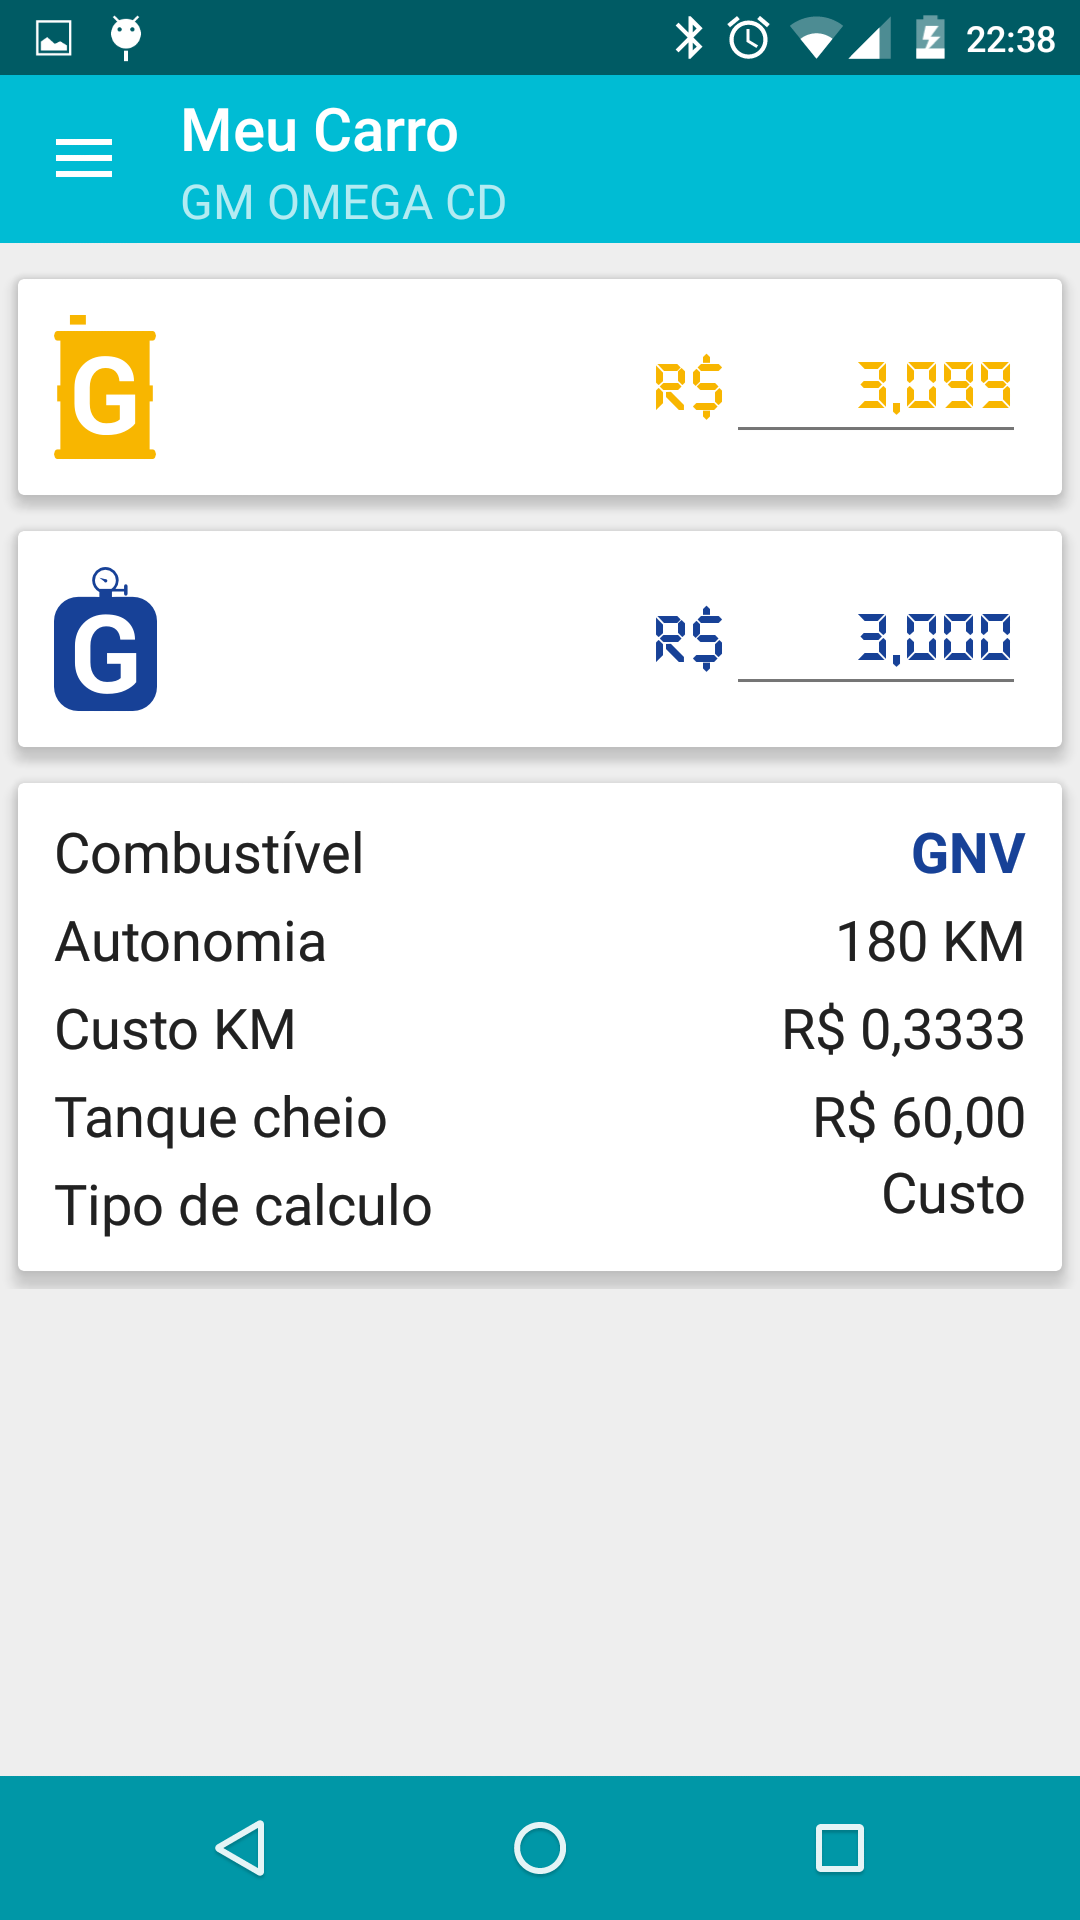 22:38
Meu Carro
GM OMEGA CD
G R$ 3,099
G R$ 3,000
Combustível GNV
Autonomia 180 KM
Custo KM R$ 0,3333
Tanque cheio R$ 60,00
Tipo de calculo Custo